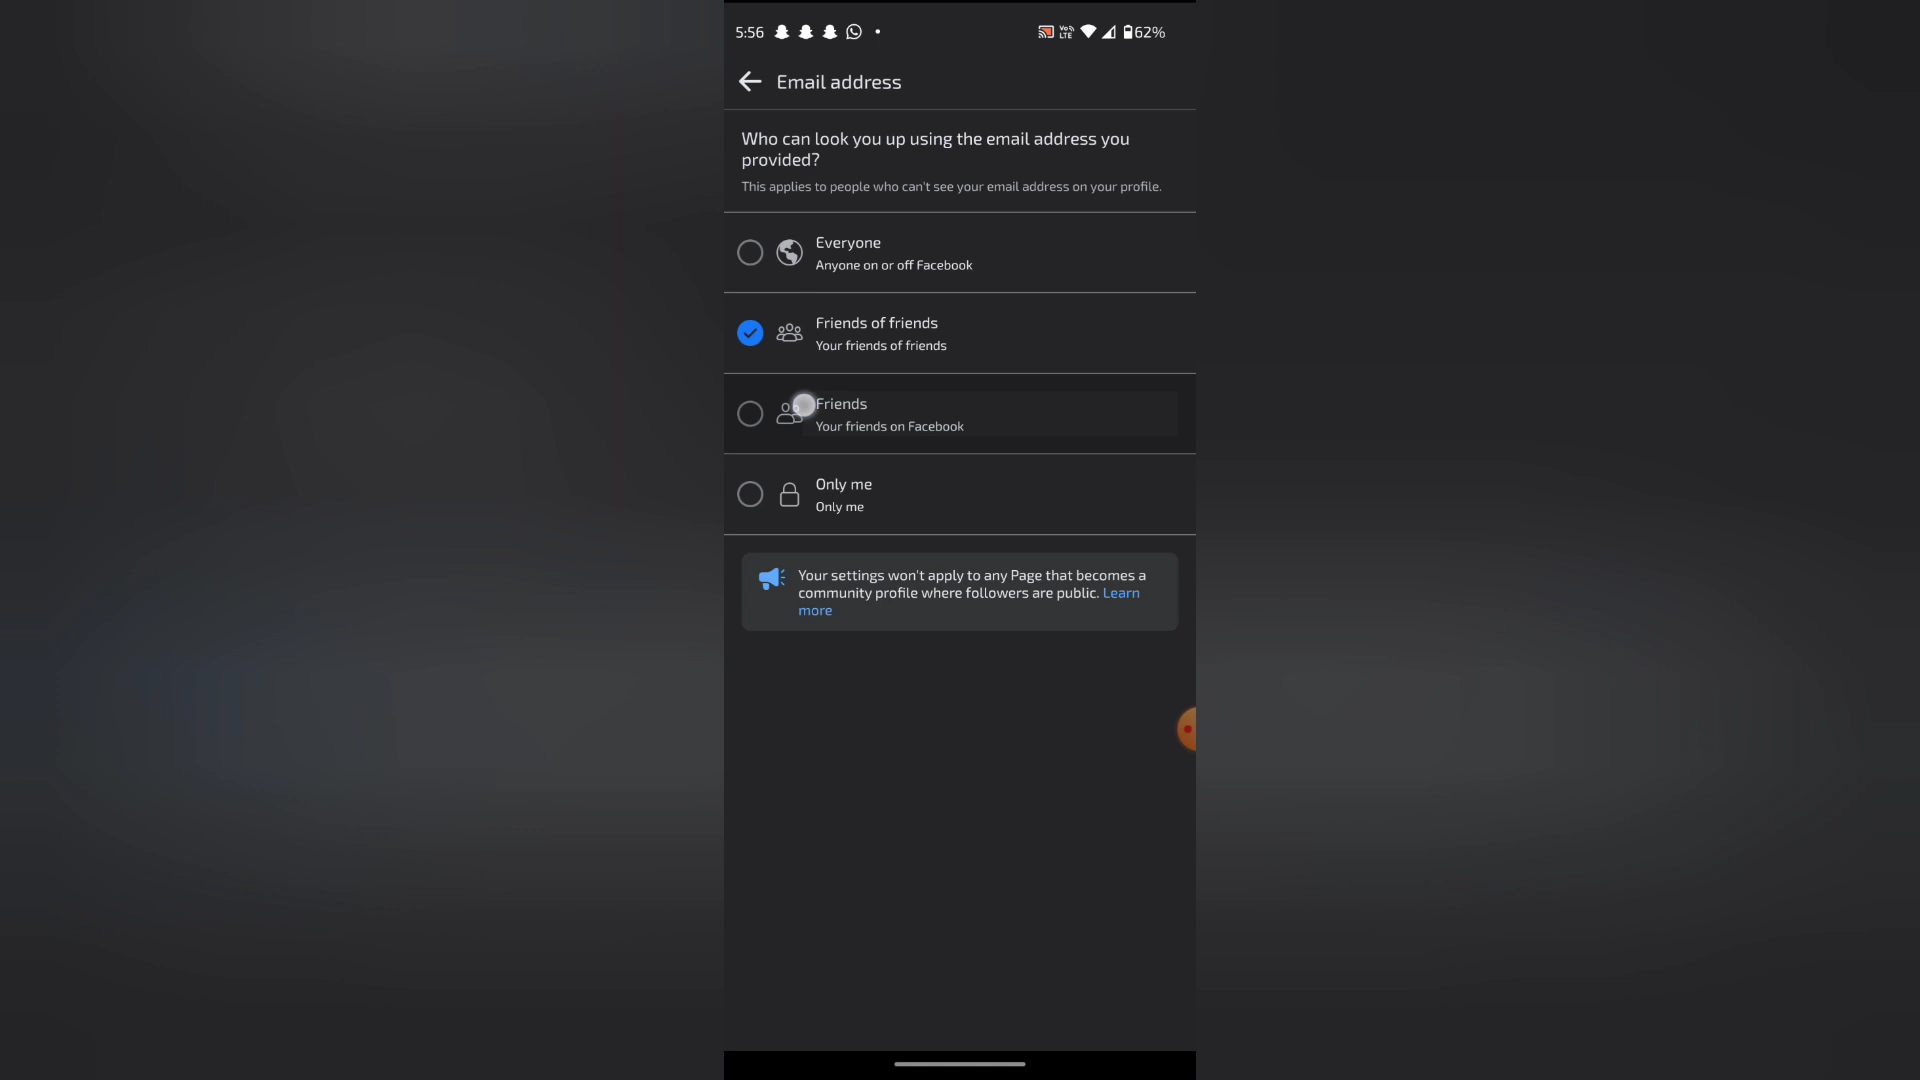 5:56
Vo)) LTE
62%
Email address
Who can look you up using the email address you
provided?
This applies to people who can't see your email address on your profile.
Everyone
Anyone on or off Facebook
Friends of friends
Your friends of friends
Friends
Your friends on Facebook
Only me
Only me
Your settings won't apply to any Page that becomes a
community profile where followers are public. Learn
more